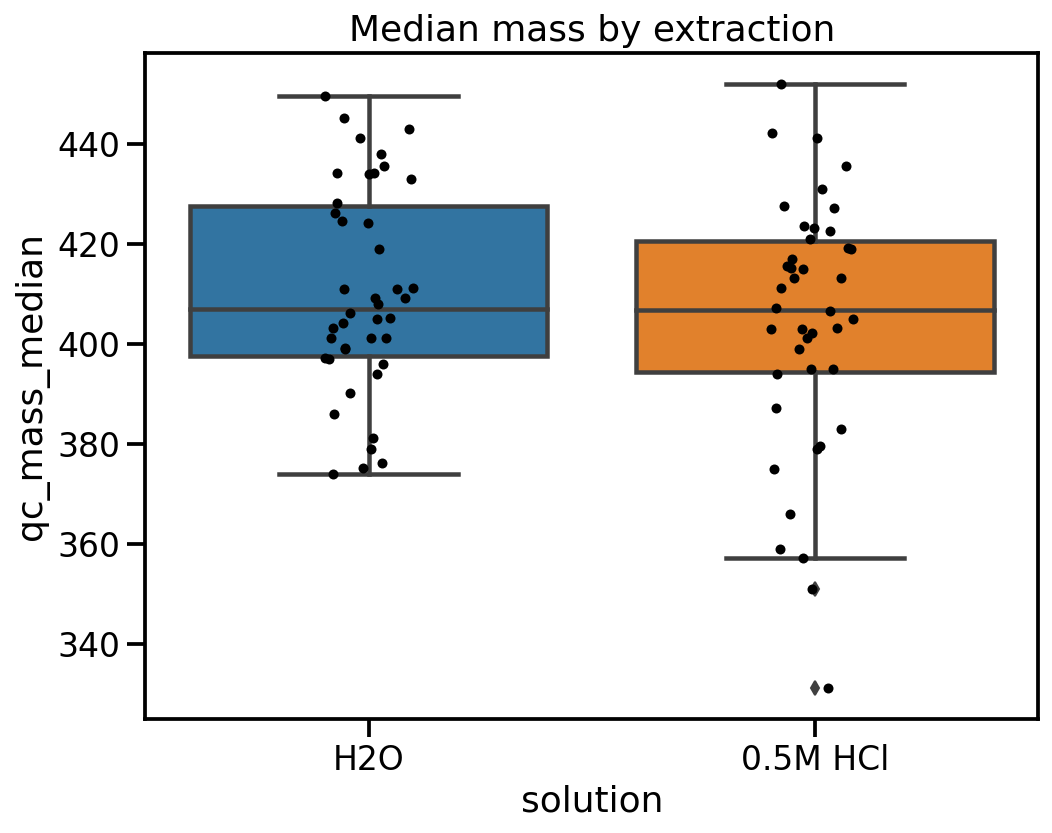 Median mass by extraction
qc_mass_median
440
420
400
380
360
340
H2O
0.5M HCl
solution